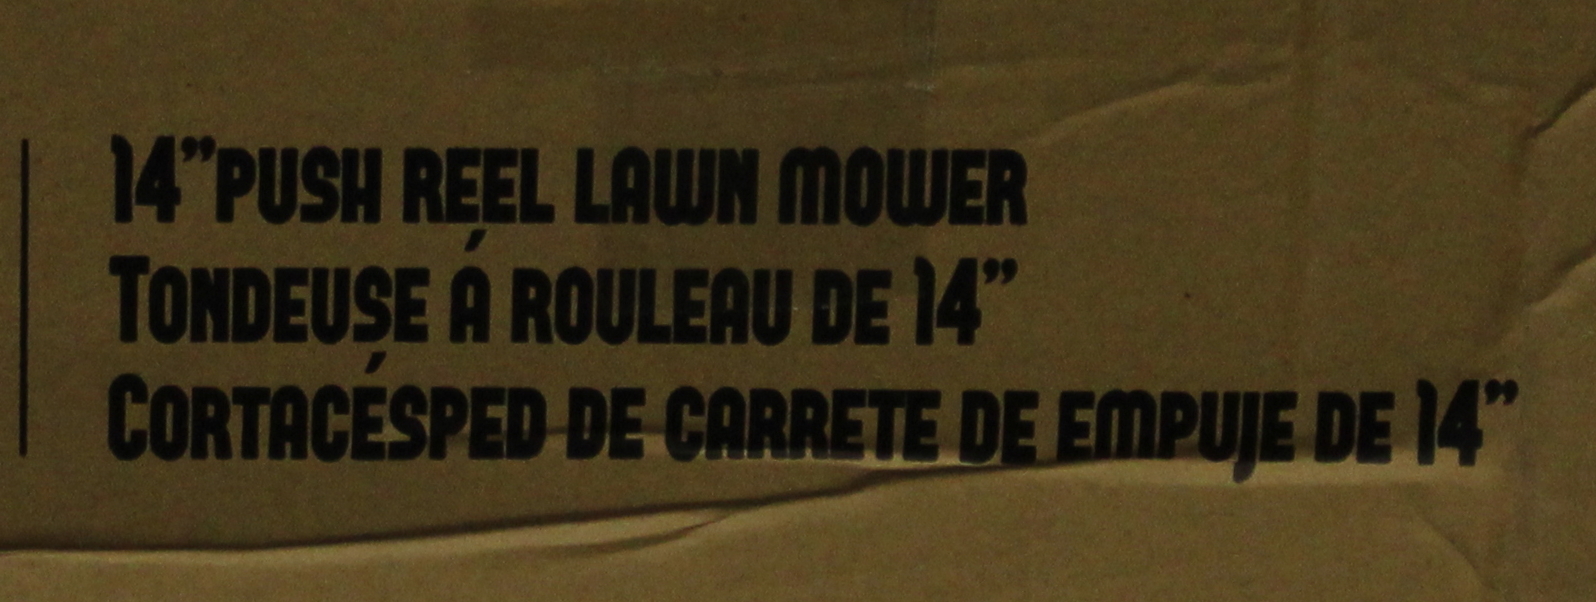 14”PUSH REEL LAWN MOWER
TONDEUSE Á ROULEAU DE 14”
CORTACÉSPED DE CARRETE DE EMPUJE DE 14”